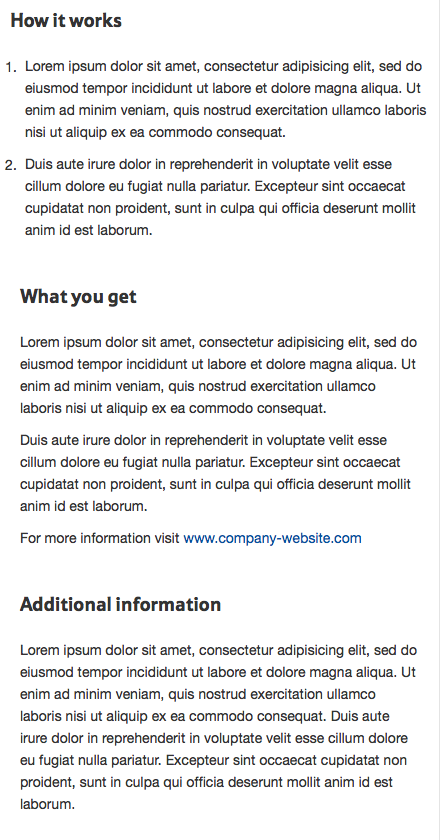 How it works
1. Lorem ipsum dolor sit amet, consectetur adipisicing elit, sed do
eiusmod tempor incididunt ut labore et dolore magna aliqua. Ut
enim ad minim veniam, quis nostrud exercitation ullamco laboris
nisi ut aliquip ex ea commodo consequat.
2. Duis aute irure dolor in reprehenderit in voluptate velit esse
cillum dolore eu fugiat nulla pariatur. Excepteur sint occaecat
cupidatat non proident, sunt in culpa qui officia deserunt mollit
anim id est laborum.
What you get
Lorem ipsum dolor sit amet, consectetur adipisicing elit, sed do
eiusmod tempor incididunt ut labore et dolore magna aliqua. Ut
enim ad minim veniam, quis nostrud exercitation ullamco
laboris nisi ut aliquip ex ea commodo consequat.
Duis aute irure dolor in reprehenderit in voluptate velit esse
cillum dolore eu fugiat nulla pariatur. Excepteur sint occaecat
cupidatat non proident, sunt in culpa qui officia deserunt mollit
anim id est laborum.
For more information visit www.company-website.com
Additional information
Lorem ipsum dolor sit amet, consectetur adipisicing elit, sed do
eiusmod tempor incididunt ut labore et dolore magna aliqua. Ut
enim ad minim veniam, quis nostrud exercitation ullamco
laboris nisi ut aliquip ex ea commodo consequat. Duis aute
irure dolor in reprehenderit in voluptate velit esse cillum dolore
eu fugiat nulla pariatur. Excepteur sint occaecat cupidatat non
proident, sunt in culpa qui officia deserunt mollit anim id est
laborum.